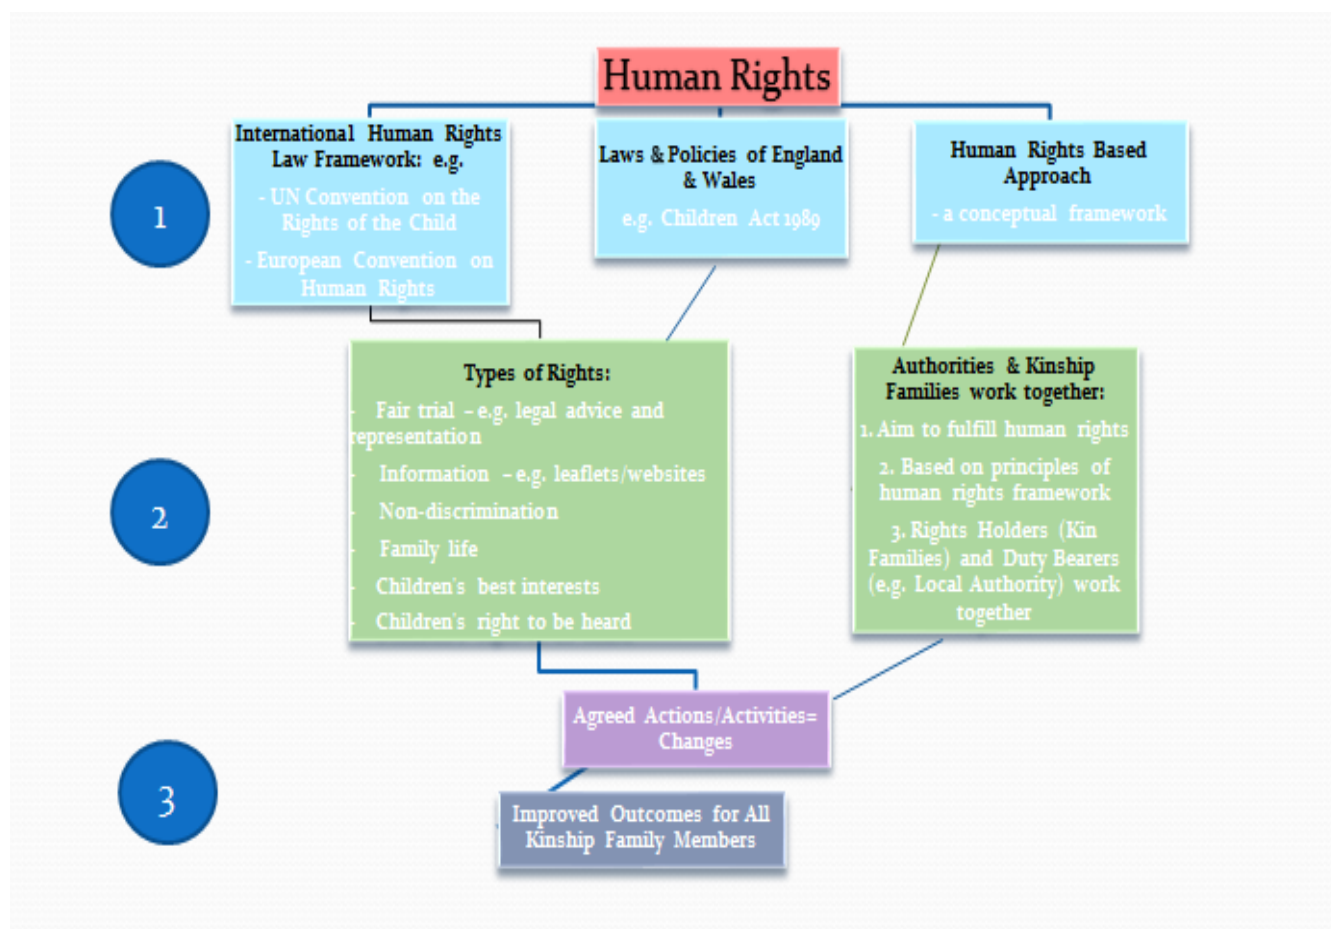 Human Rights
International Human Rights
Law Framework: e.g.
- UN Convention on the
Rights of the Child
- European Convention on
Human Rights
Laws & Policies of England
& Wales
e.g. Children Act 1989
Human Rights Based
Approach
- a conceptual framework
1
Types of Rights:
- Fair trial – e.g. legal advice and
representation
- Information – e.g. leaflets/websites
- Non-discrimination
- Family life
- Children's best interests
- Children's right to be heard
Authorities & Kinship
Families work together:
1. Aim to fulfill human rights
2. Based on principles of
human rights framework
3. Rights Holders (Kin
Families) and Duty Bearers
(e.g. Local Authority) work
together
2
Agreed Actions/Activities=
Changes
3
Improved Outcomes for All
Kinship Family Members